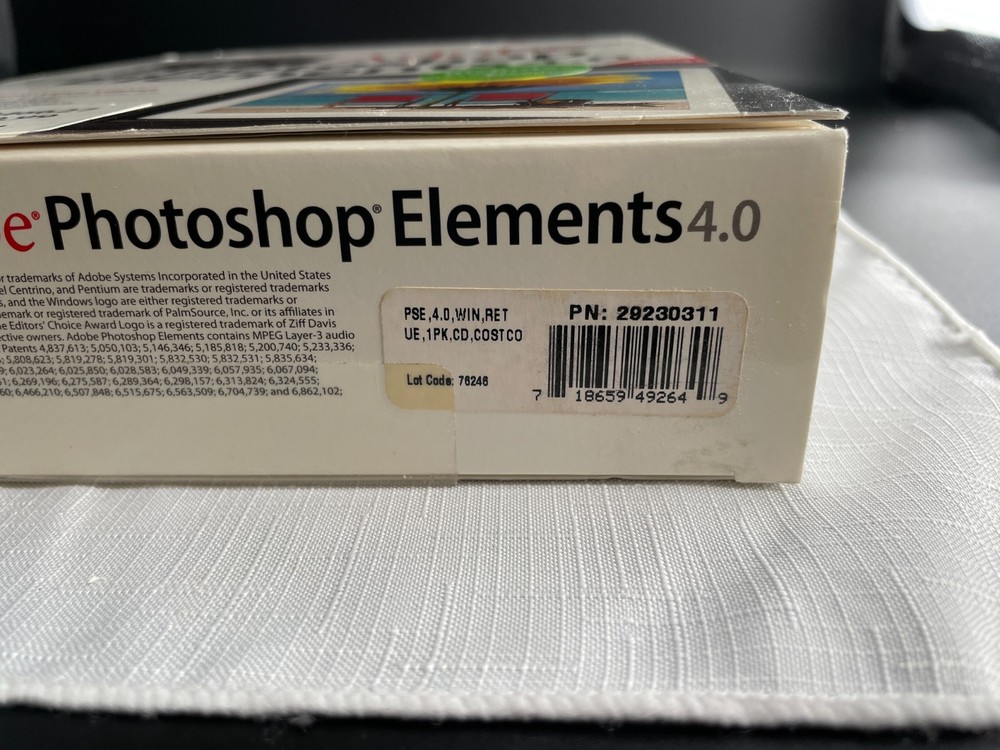 e® Photoshop® Elements 4.0
r trademarks of Adobe Systems Incorporated in the United States
el Centrino, and Pentium are trademarks or registered trademarks
s, and the Windows logo are either registered trademarks or
emark or registered trademark of PalmSource, Inc. or its affiliates in
e Editors' Choice Award Logo is a registered trademark of Ziff Davis
ective owners. Adobe Photoshop Elements contains MPEG Layer-3 audio
Patents 4,837,613; 5,050,103; 5,146,346; 5,185,818; 5,200,740; 5,233,336;
; 5,808,623; 5,819,278; 5,819,301; 5,832,530; 5,832,531; 5,835,634;
9; 6,023,264; 6,025,850; 6,028,583; 6,049,339; 6,057,935; 6,067,094;
51; 6,269,196; 6,275,587; 6,289,364; 6,298,157; 6,313,824; 6,324,555;
60; 6,466,210; 6,507,848; 6,515,675; 6,563,509; 6,704,739; and 6,862,102;
PSE,4.0,WIN,RET
UE,1PK,CD,COSTCO
Lot Code: 76246
PN: 29230311
7 18659 49264 9